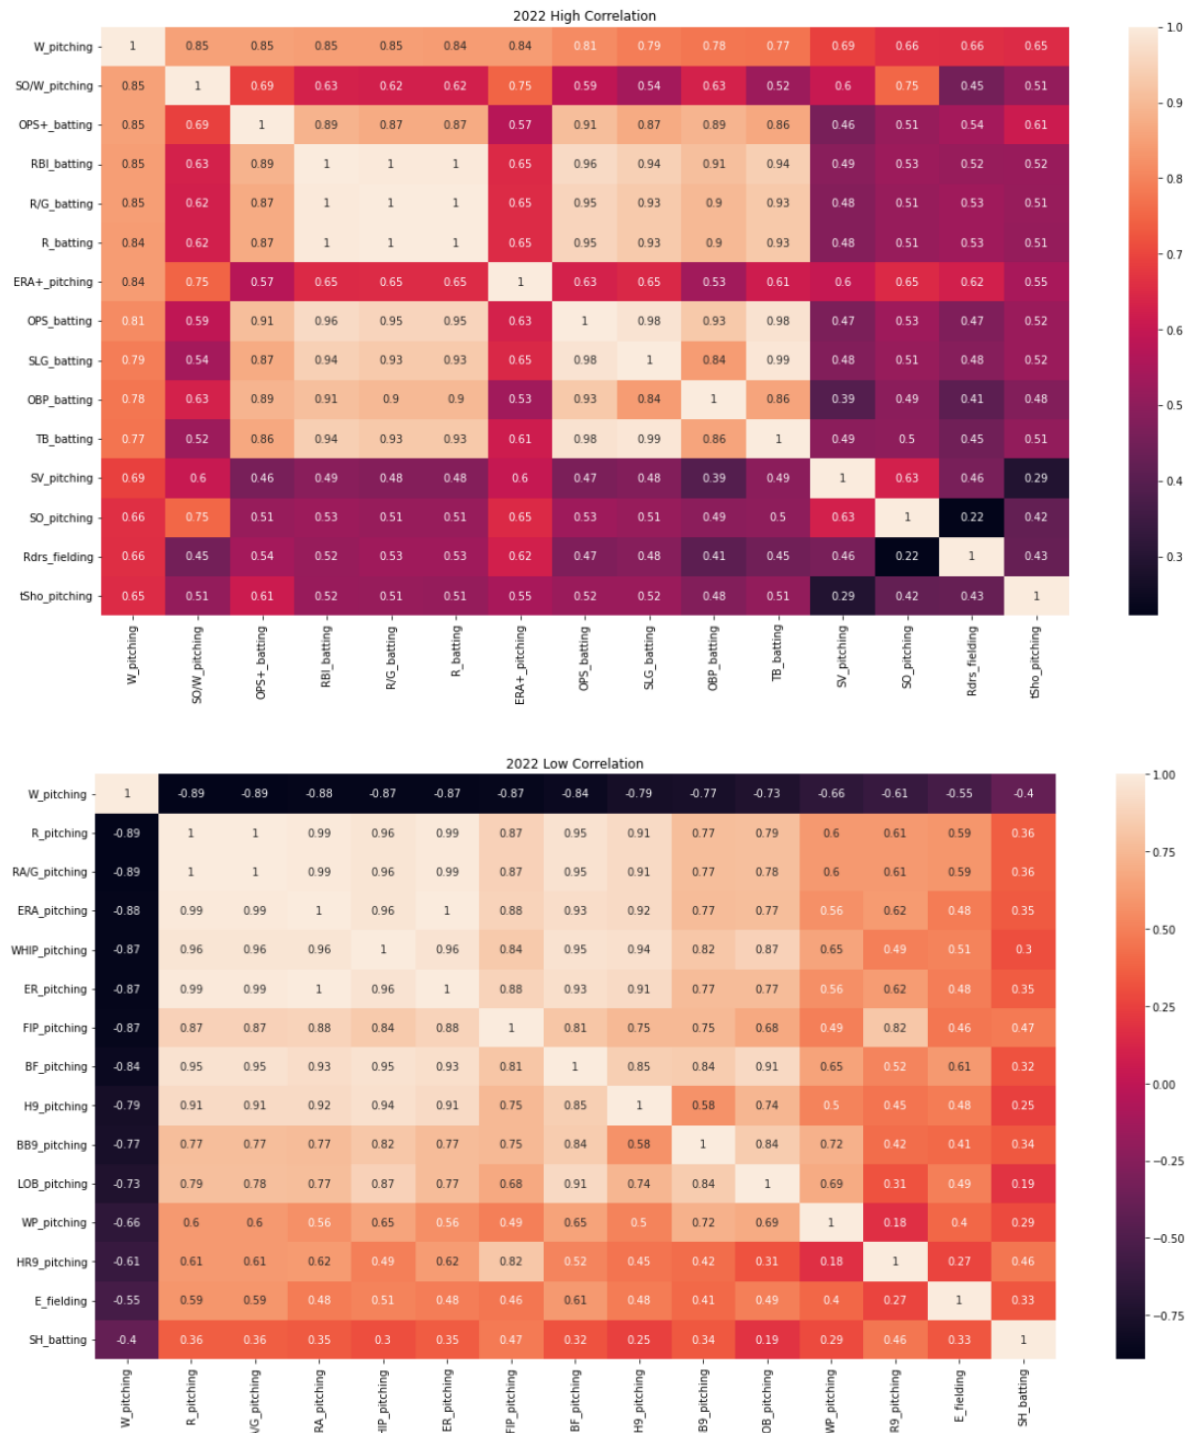 2022 High Correlation
W_pitching 1 0.85 0.85 0.85 0.85 0.84 0.84 0.81 0.79 0.78 0.77 0.69 0.66 0.66 0.65
SO/W_pitching 0.85 1 0.69 0.63 0.62 0.62 0.75 0.59 0.54 0.63 0.52 0.6 0.75 0.45 0.51
OPS+_batting 0.85 0.69 1 0.89 0.87 0.87 0.57 0.91 0.87 0.89 0.86 0.46 0.51 0.54 0.61
RBI_batting 0.85 0.63 0.89 1 1 1 0.65 0.96 0.94 0.91 0.94 0.49 0.53 0.52 0.52
R/G_batting 0.85 0.62 0.87 1 1 1 0.65 0.95 0.93 0.9 0.93 0.48 0.51 0.53 0.51
R_batting 0.84 0.62 0.87 1 1 1 0.65 0.95 0.93 0.9 0.93 0.48 0.51 0.53 0.51
ERA+_pitching 0.84 0.75 0.57 0.65 0.65 0.65 1 0.63 0.65 0.53 0.61 0.6 0.65 0.62 0.55
OPS_batting 0.81 0.59 0.91 0.96 0.95 0.95 0.63 1 0.98 0.93 0.98 0.47 0.53 0.47 0.52
SLG_batting 0.79 0.54 0.87 0.94 0.93 0.93 0.65 0.98 1 0.84 0.99 0.48 0.51 0.48 0.52
OBP_batting 0.78 0.63 0.89 0.91 0.9 0.9 0.53 0.93 0.84 1 0.86 0.39 0.49 0.41 0.48
TB_batting 0.77 0.52 0.86 0.94 0.93 0.93 0.61 0.98 0.99 0.86 1 0.49 0.5 0.45 0.51
SV_pitching 0.69 0.6 0.46 0.49 0.48 0.48 0.6 0.47 0.48 0.39 0.49 1 0.63 0.46 0.29
SO_pitching 0.66 0.75 0.51 0.53 0.51 0.51 0.65 0.53 0.51 0.49 0.5 0.63 1 0.22 0.42
Rdrs_fielding 0.66 0.45 0.54 0.52 0.53 0.53 0.62 0.47 0.48 0.41 0.45 0.46 0.22 1 0.43
tSho_pitching 0.65 0.51 0.61 0.52 0.51 0.51 0.55 0.52 0.52 0.48 0.51 0.29 0.42 0.43 1
W_pitching SO/W_pitching OPS+_batting RBI_batting R/G_batting R_batting ERA+_pitching OPS_batting SLG_batting OBP_batting TB_batting SV_pitching SO_pitching Rdrs_fielding tSho_pitching
1.0
0.9
0.8
0.7
0.6
0.5
0.4
0.3
2022 Low Correlation
W_pitching 1 -0.89 -0.89 -0.88 -0.87 -0.87 -0.87 -0.84 -0.79 -0.77 -0.73 -0.66 -0.61 -0.55 -0.4
R_pitching -0.89 1 1 0.99 0.96 0.99 0.87 0.95 0.91 0.77 0.79 0.6 0.61 0.59 0.36
RA/G_pitching -0.89 1 1 0.99 0.96 0.99 0.87 0.95 0.91 0.77 0.78 0.6 0.61 0.59 0.36
ERA_pitching -0.88 0.99 0.99 1 0.96 1 0.88 0.93 0.92 0.77 0.77 0.56 0.62 0.48 0.35
WHIP_pitching -0.87 0.96 0.96 0.96 1 0.96 0.84 0.95 0.94 0.82 0.87 0.65 0.49 0.51 0.3
ER_pitching -0.87 0.99 0.99 1 0.96 1 0.88 0.93 0.91 0.77 0.77 0.56 0.62 0.48 0.35
FIP_pitching -0.87 0.87 0.87 0.88 0.84 0.88 1 0.81 0.75 0.75 0.68 0.49 0.82 0.46 0.47
BF_pitching -0.84 0.95 0.95 0.93 0.95 0.93 0.81 1 0.85 0.84 0.91 0.65 0.52 0.61 0.32
H9_pitching -0.79 0.91 0.91 0.92 0.94 0.91 0.75 0.85 1 0.58 0.74 0.5 0.45 0.48 0.25
BB9_pitching -0.77 0.77 0.77 0.77 0.82 0.77 0.75 0.84 0.58 1 0.84 0.72 0.42 0.41 0.34
LOB_pitching -0.73 0.79 0.78 0.77 0.87 0.77 0.68 0.91 0.74 0.84 1 0.69 0.31 0.49 0.19
WP_pitching -0.66 0.6 0.6 0.56 0.65 0.56 0.49 0.65 0.5 0.72 0.69 1 0.18 0.4 0.29
HR9_pitching -0.61 0.61 0.61 0.62 0.49 0.62 0.82 0.52 0.45 0.42 0.31 0.18 1 0.27 0.46
E_fielding -0.55 0.59 0.59 0.48 0.51 0.48 0.46 0.61 0.48 0.41 0.49 0.4 0.27 1 0.33
SH_batting -0.4 0.36 0.36 0.35 0.3 0.35 0.47 0.32 0.25 0.34 0.19 0.29 0.46 0.33 1
W_pitching R_pitching /G_pitching RA_pitching HIP_pitching ER_pitching FIP_pitching BF_pitching H9_pitching B9_pitching OB_pitching WP_pitching R9_pitching E_fielding SH_batting
1.00
0.75
0.50
0.25
0.00
−0.25
−0.50
−0.75